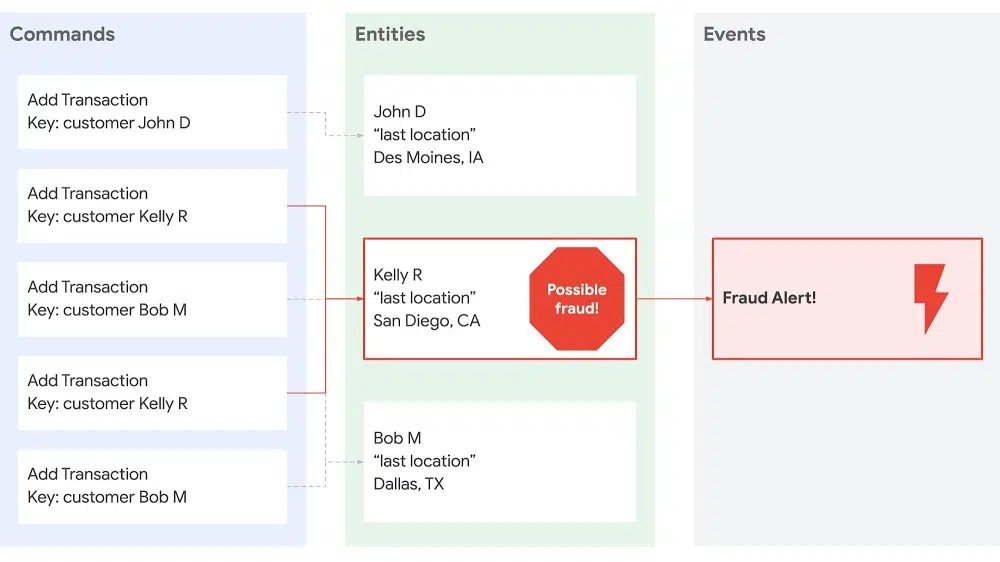 Commands
Add Transaction
Key: customer John D
Add Transaction
Key: customer Kelly R
Add Transaction
Key: customer Bob M
Add Transaction
Key: customer Kelly R
Add Transaction
Key: customer Bob M
Entities
John D
“last location”
Des Moines, IA
Kelly R
“last location”
San Diego, CA
Possible
fraud!
Bob M
“last location”
Dallas, TX
Events
Fraud Alert!